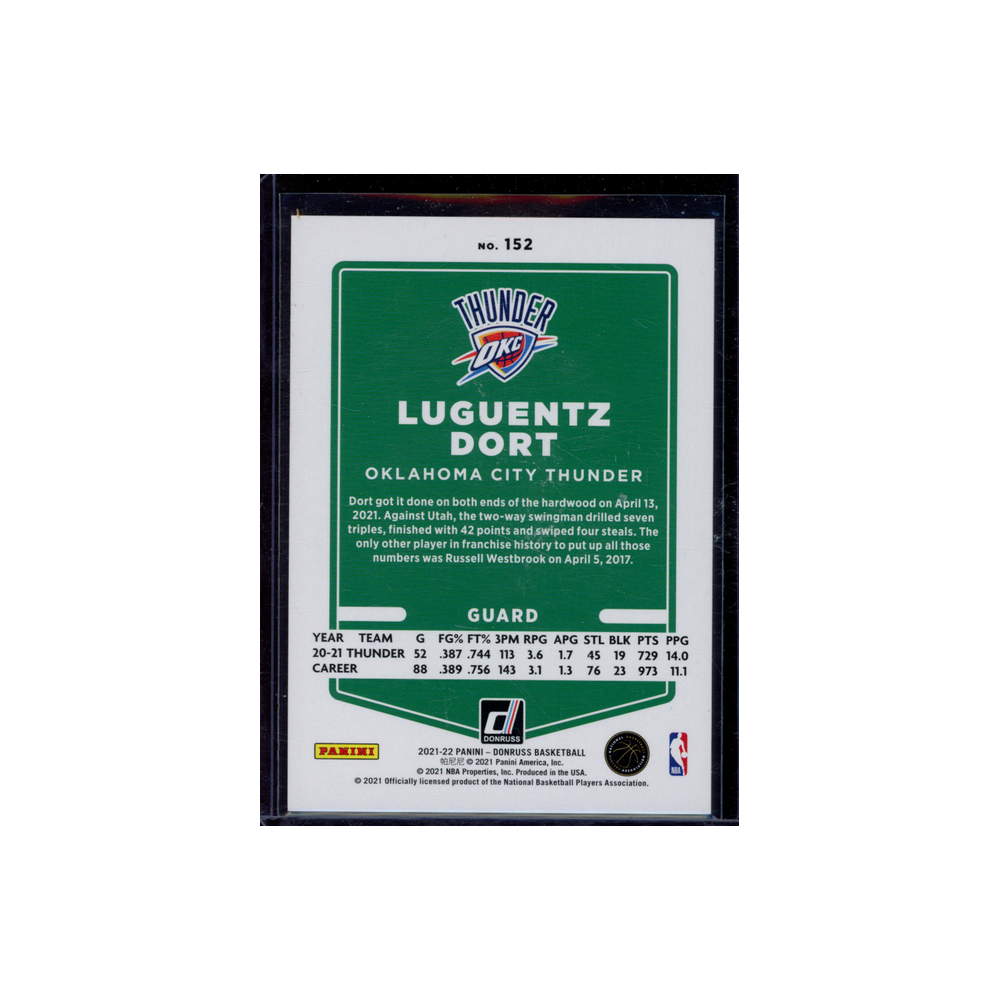 NO. 152
THUNDER
OKC
LUGUENTZ
DORT
OKLAHOMA CITY THUNDER
Dort got it done on both ends of the hardwood on April 13,
2021. Against Utah, the two-way swingman drilled seven
triples, finished with 42 points and swiped four steals. The
only other player in franchise history to put up all those
numbers was Russell Westbrook on April 5, 2017.
GUARD
YEAR TEAM G FG% FT% 3PM RPG APG STL BLK PTS PPG
20-21 THUNDER 52 .387 .744 113 3.6 1.7 45 19 729 14.0
CAREER 88 .389 .756 143 3.1 1.3 76 23 973 11.1
DONRUSS
PANINI
2021-22 PANINI – DONRUSS BASKETBALL
帕尼尼 © 2021 Panini America, Inc.
© 2021 NBA Properties, Inc. Produced in the USA.
© 2021 Officially licensed product of the National Basketball Players Association.
NBA